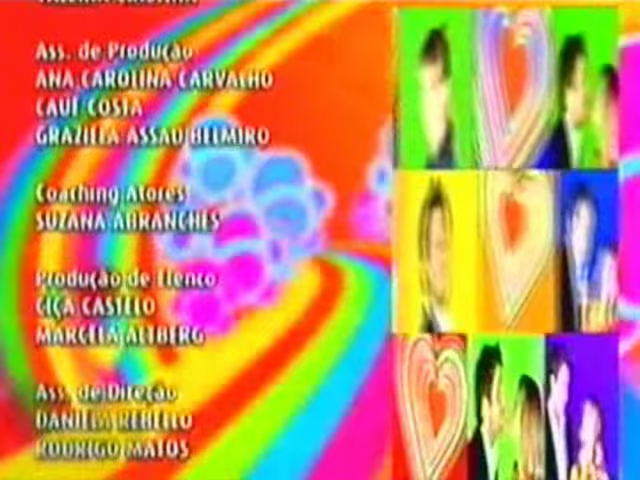 Ass. de Produção
ANA CAROLINA CARVALHO
CAUÊ COSTA
GRAZIELA ASSAD BELMIRO
Coaching Atores
SUZANA ABRANCHES
Produção de Elenco
CIÇA CASTELO
MARCELA ALTBERG
Ass. de Direção
DANIELA REBELLO
RODRIGO MATOS